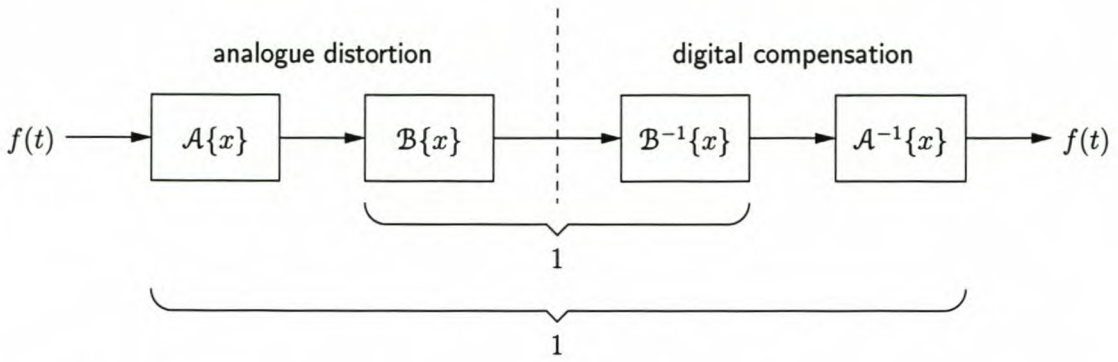 analogue distortion
digital compensation
f(t)
𝒜{x}
ℬ{x}
ℬ⁻¹{x}
𝒜⁻¹{x}
f(t)
1
1